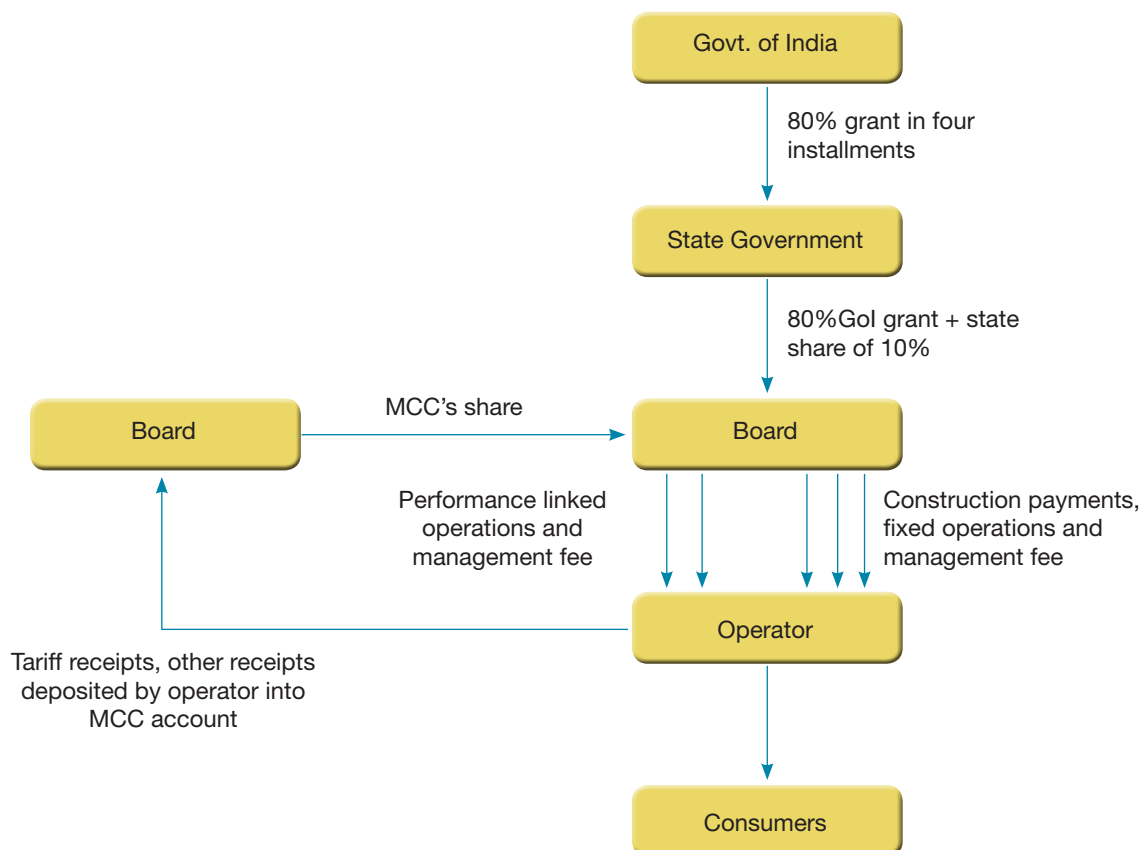 Govt. of India
80% grant in four
installments
State Government
80%GoI grant + state
share of 10%
Board
MCC's share
Board
Performance linked
operations and
management fee
Construction payments,
fixed operations and
management fee
Operator
Tariff receipts, other receipts
deposited by operator into
MCC account
Consumers